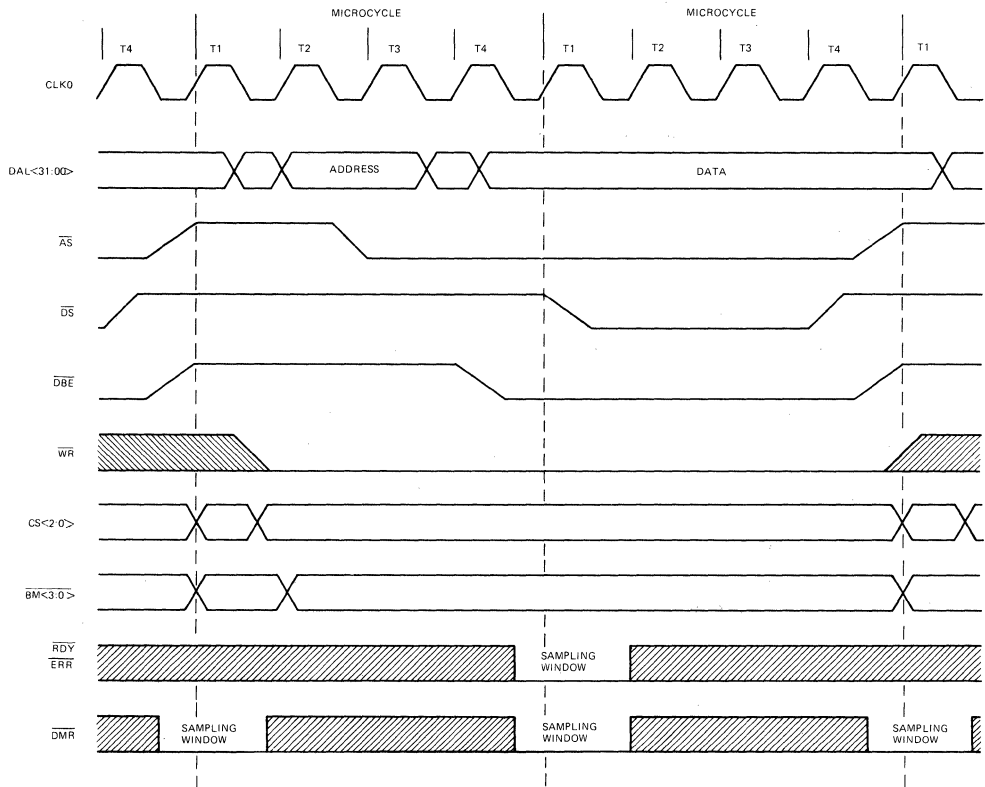 MICROCYCLE MICROCYCLE
T4 T1 T2 T3 T4 T1 T2 T3 T4 T1
CLKO
DAL<31:00> ADDRESS DATA
AS
DS
DBE
WR
CS<2:0>
BM<3:0>
RDY
ERR
SAMPLING
WINDOW
DMR
SAMPLING
WINDOW
SAMPLING
WINDOW
SAMPLING
WINDOW